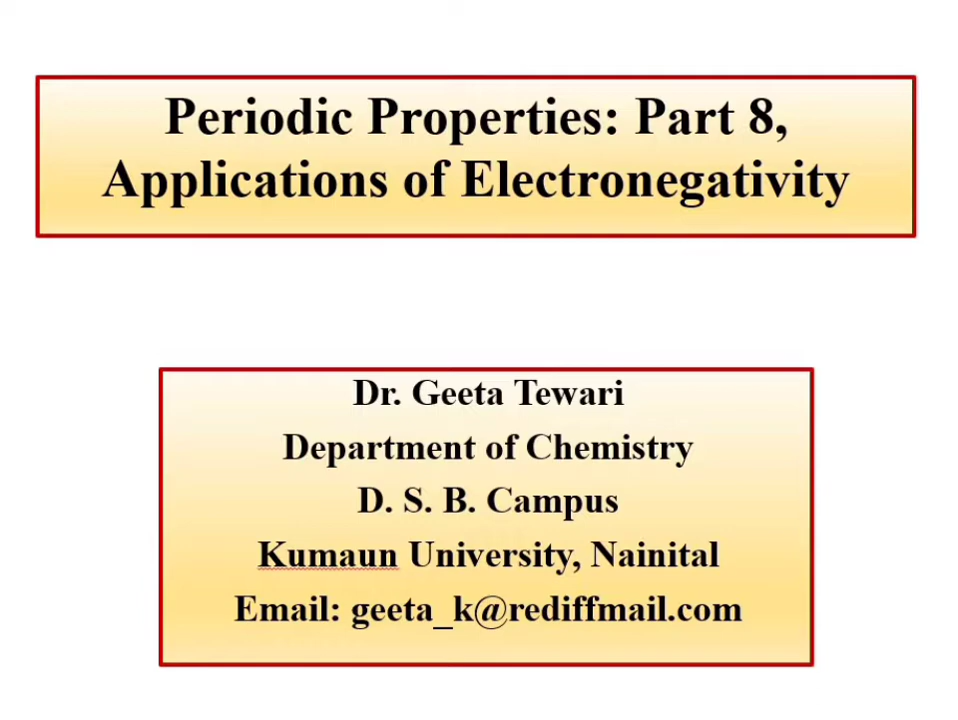 Periodic Properties: Part 8,
Applications of Electronegativity
Dr. Geeta Tewari
Department of Chemistry
D. S. B. Campus
Kumaun University, Nainital
Email: geeta_k@rediffmail.com